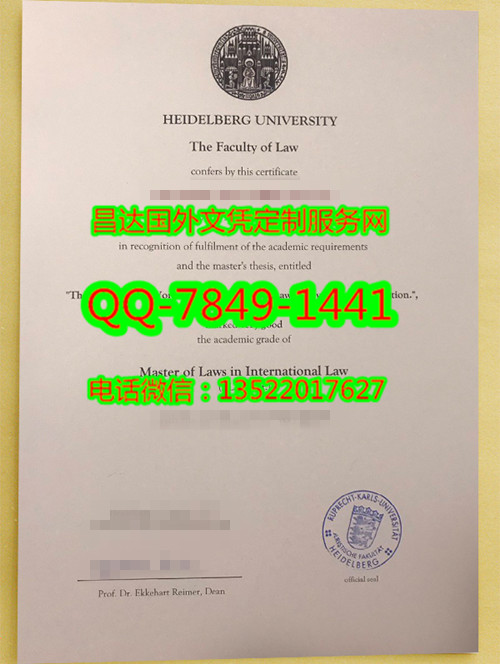 HEIDELBERG UNIVERSITY
The Faculty of Law
confers by this certificate
昌达国外文凭定制服务网
in recognition of fulfilment of the academic requirements
and the master's thesis, entitled
QQ-7849-1441
good
the academic grade of
Master of Laws in International Law
电话微信：13522017627
RUPRECHT-KARLS-UNIVERSITÄT
JURISTISCHE FAKULTÄT
HEIDELBERG
official seal
Prof. Dr. Ekkehart Reimer, Dean